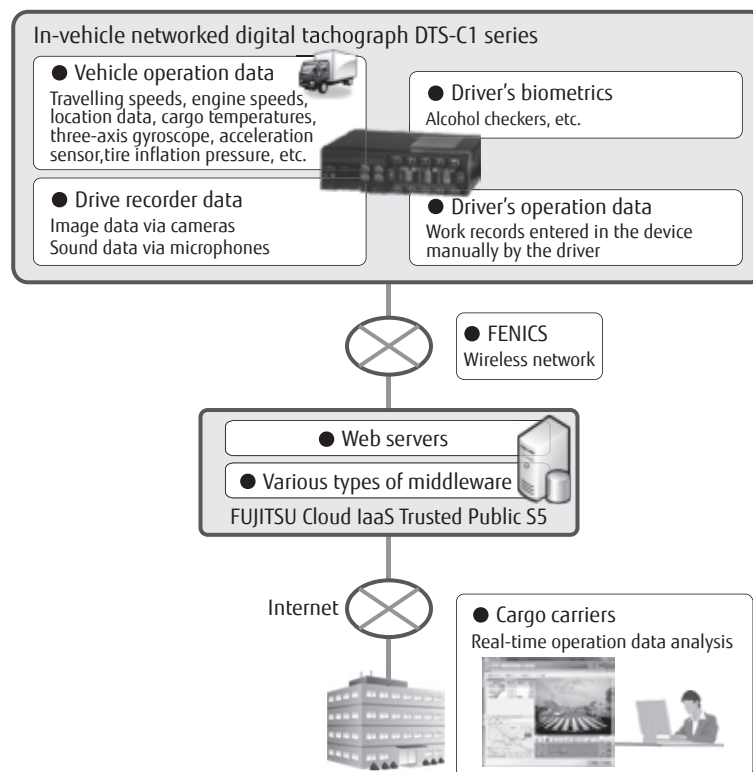 In-vehicle networked digital tachograph DTS-C1 series
● Vehicle operation data
Travelling speeds, engine speeds,
location data, cargo temperatures,
three-axis gyroscope, acceleration
sensor,tire inflation pressure, etc.
● Driver's biometrics
Alcohol checkers, etc.
● Drive recorder data
Image data via cameras
Sound data via microphones
● Driver's operation data
Work records entered in the device
manually by the driver
● FENICS
Wireless network
● Web servers
● Various types of middleware
FUJITSU Cloud IaaS Trusted Public S5
Internet
● Cargo carriers
Real-time operation data analysis